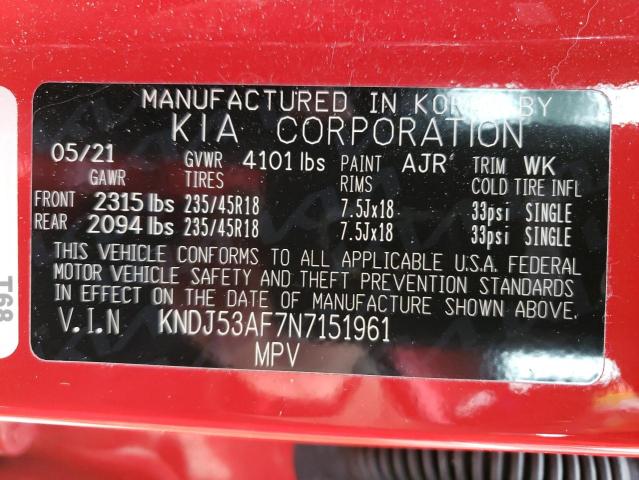 MANUFACTURED IN KOREA BY
KIA CORPORATION
05/21 GVWR 4101 lbs PAINT AJR TRIM WK
GAWR TIRES RIMS COLD TIRE INFL
FRONT 2315 lbs 235/45R18 7.5Jx18 33psi SINGLE
REAR 2094 lbs 235/45R18 7.5Jx18 33psi SINGLE
THIS VEHICLE CONFORMS TO ALL APPLICABLE U.S.A. FEDERAL
MOTOR VEHICLE SAFETY AND THEFT PREVENTION STANDARDS
IN EFFECT ON THE DATE OF MANUFACTURE SHOWN ABOVE.
V.I.N KNDJ53AF7N7151961
MPV
T68